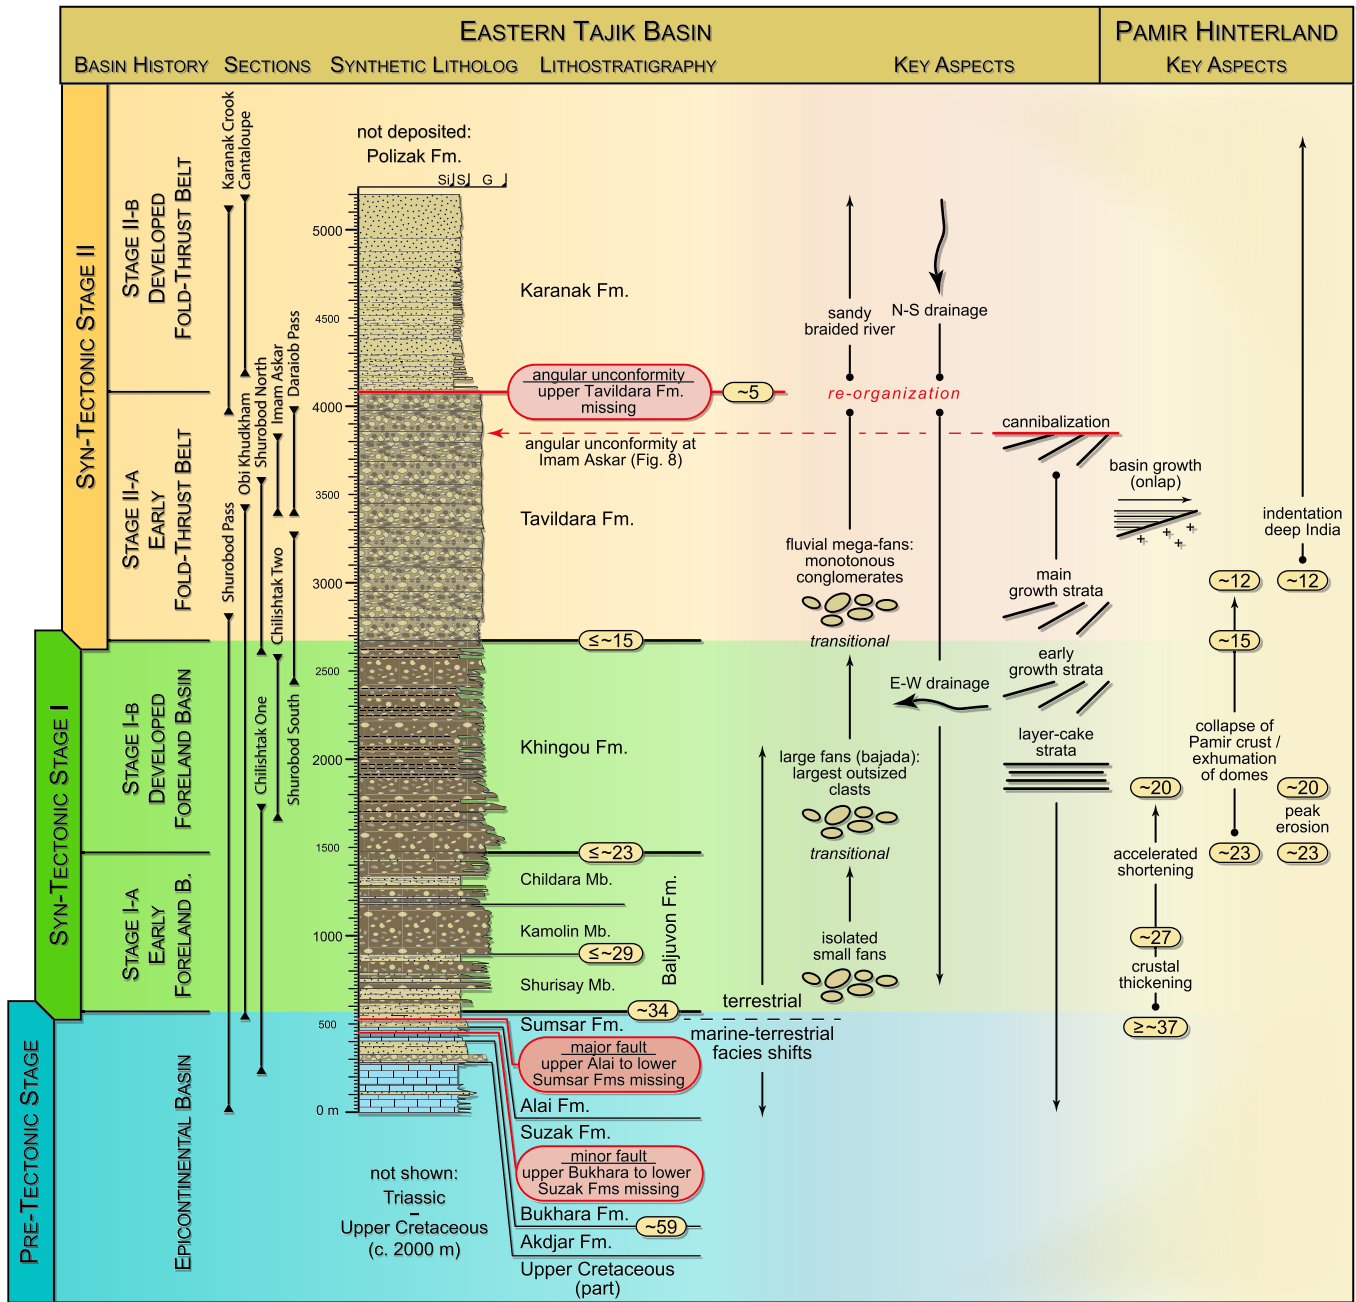 EASTERN TAJIK BASIN
PAMIR HINTERLAND
BASIN HISTORY
SECTIONS
SYNTHETIC LITHOLOG
LITHOSTRATIGRAPHY
KEY ASPECTS
KEY ASPECTS
SYN-TECTONIC STAGE II
STAGE II-B
DEVELOPED
FOLD-THRUST BELT
STAGE II-A
EARLY
FOLD-THRUST BELT
SYN-TECTONIC STAGE I
STAGE I-B
DEVELOPED
FORELAND BASIN
STAGE I-A
EARLY
FORELAND B.
PRE-TECTONIC STAGE
EPICONTINENTAL BASIN
Karanak Crook
Cantaloupe
Shurobod Pass
Obi Khudkham
Shurobod North
Imam Askar
Daraiob Pass
Chilishtak Two
Chilishtak One
Shurobod South
not deposited:
Polizak Fm.
Si
S
G
5000
4500
4000
3500
3000
2500
2000
1500
1000
500
0 m
not shown:
Triassic
–
Upper Cretaceous
(c. 2000 m)
Karanak Fm.
angular unconformity
upper Tavildara Fm.
missing
~5
angular unconformity at
Imam Askar (Fig. 8)
Tavildara Fm.
≤~15
Khingou Fm.
≤~23
Childara Mb.
Kamolin Mb.
≤~29
Shurisay Mb.
Baljuvon Fm.
~34
Sumsar Fm.
major fault
upper Alai to lower
Sumsar Fms missing
Alai Fm.
Suzak Fm.
minor fault
upper Bukhara to lower
Suzak Fms missing
Bukhara Fm.
~59
Akdjar Fm.
Upper Cretaceous
(part)
sandy
braided river
N-S drainage
re-organization
fluvial mega-fans:
monotonous
conglomerates
transitional
E-W drainage
large fans (bajada):
largest outsized
clasts
transitional
isolated
small fans
terrestrial
marine-terrestrial
facies shifts
cannibalization
main
growth strata
early
growth strata
layer-cake
strata
basin growth
(onlap)
indentation
deep India
~12
~12
~15
collapse of
Pamir crust /
exhumation
of domes
~20
~20
peak
erosion
~23
~23
accelerated
shortening
~27
crustal
thickening
≥~37